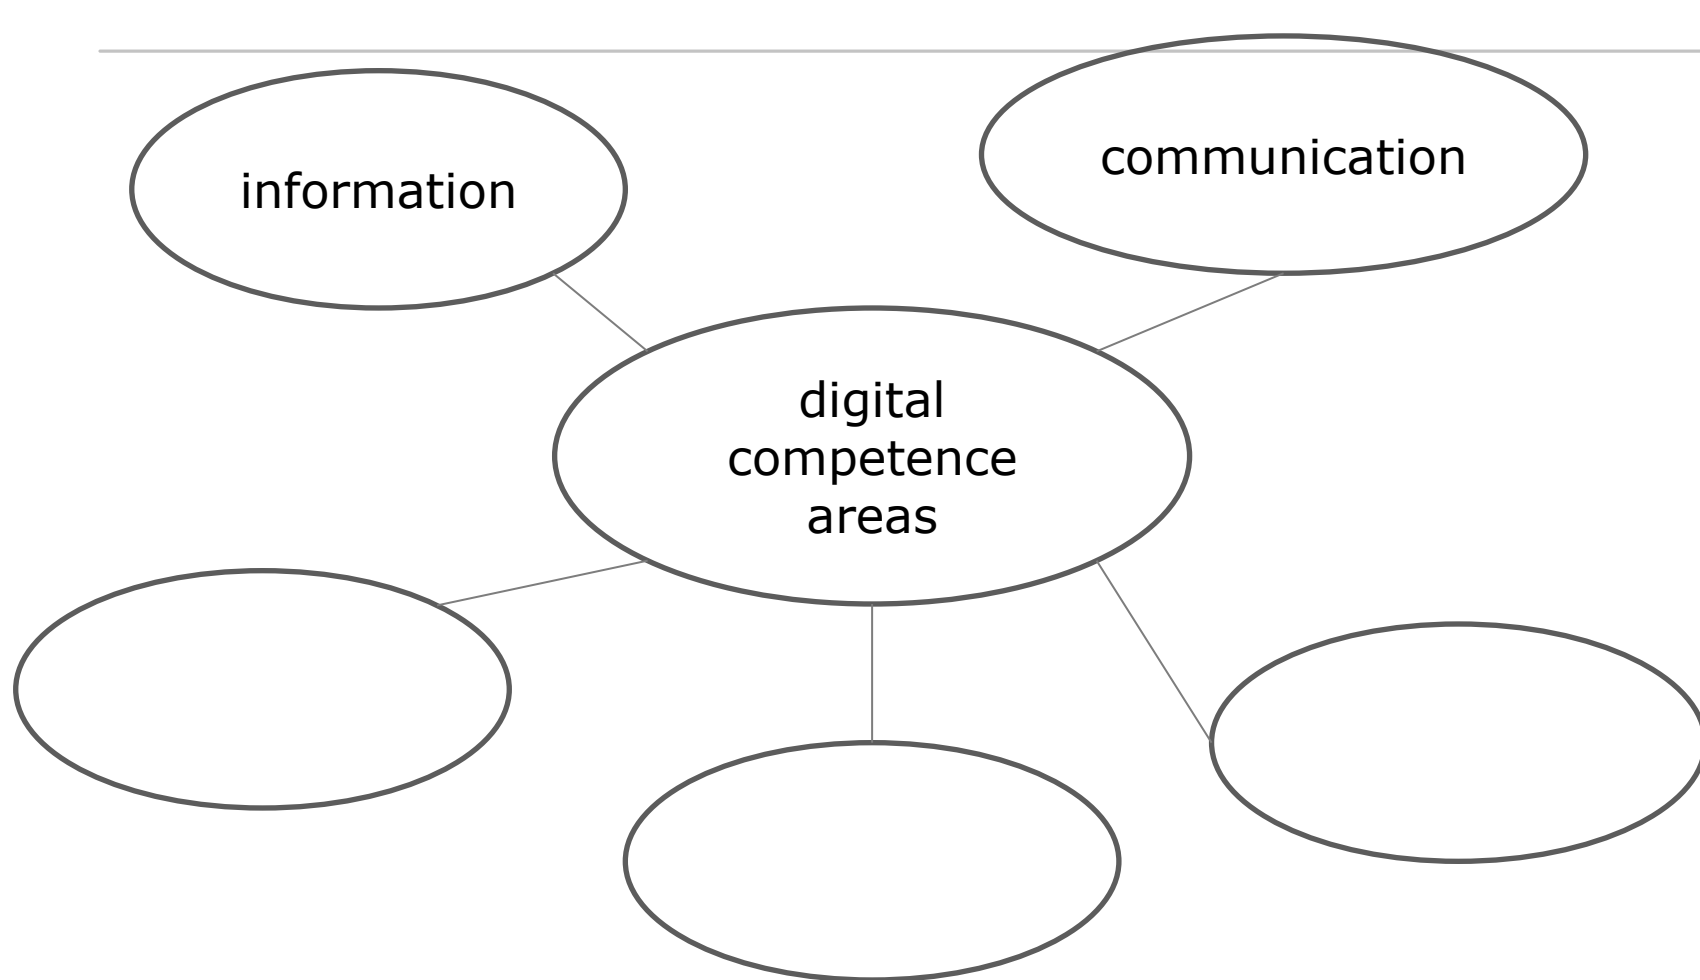 information
communication
digital
competence
areas